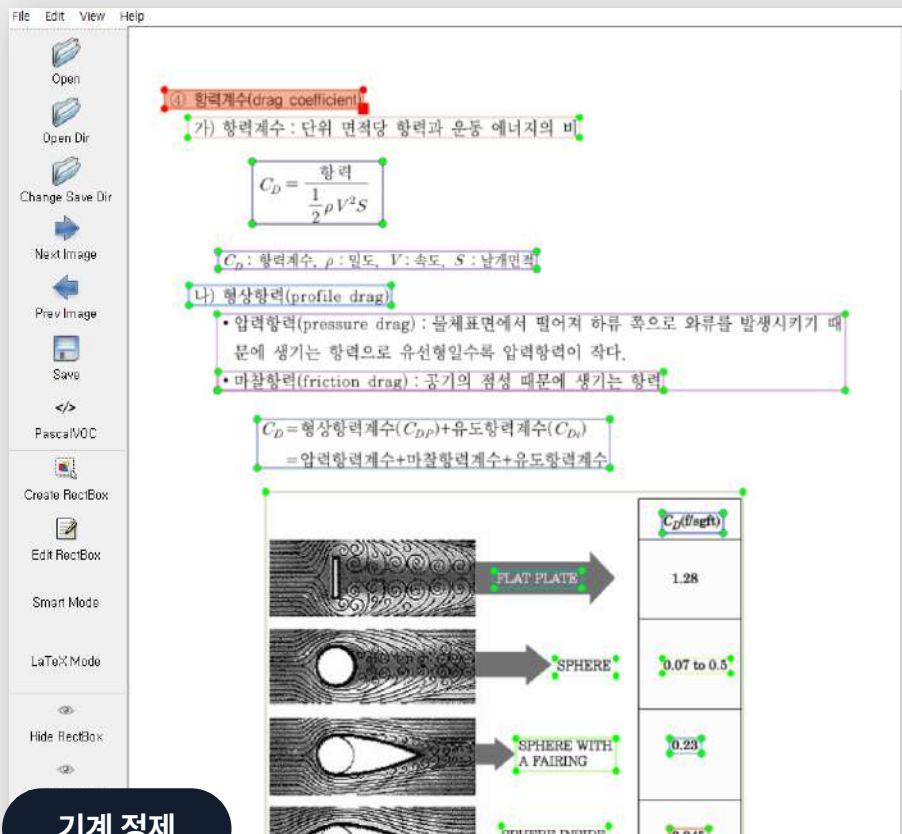 File Edit View Help
Open
Open Dir
Change Save Dir
Next Image
Prev Image
Save
</>
PascalVOC
Create RectBox
Edit RectBox
Smart Mode
LaTeX Mode
Hide RectBox
④ 항력계수(drag coefficient)
가) 항력계수 : 단위 면적당 항력과 운동 에너지의 비
C_D = 항력 / (1/2 ρV²S)
C_D : 항력계수, ρ : 밀도, V : 속도, S : 날개면적
나) 형상항력(profile drag)
• 압력항력(pressure drag) : 물체표면에서 떨어져 하류 쪽으로 와류를 발생시키기 때
문에 생기는 항력으로 유선형일수록 압력항력이 작다.
• 마찰항력(friction drag) : 공기의 점성 때문에 생기는 항력
C_D=형상항력계수(C_DP)+유도항력계수(C_Di)
=압력항력계수+마찰항력계수+유도항력계수
C_D(f/sgft)
FLAT PLATE 1.28
SPHERE 0.07 to 0.5
SPHERE WITH
A FAIRING
0.23
SPHERE INSIDE
0.045
기계 정제